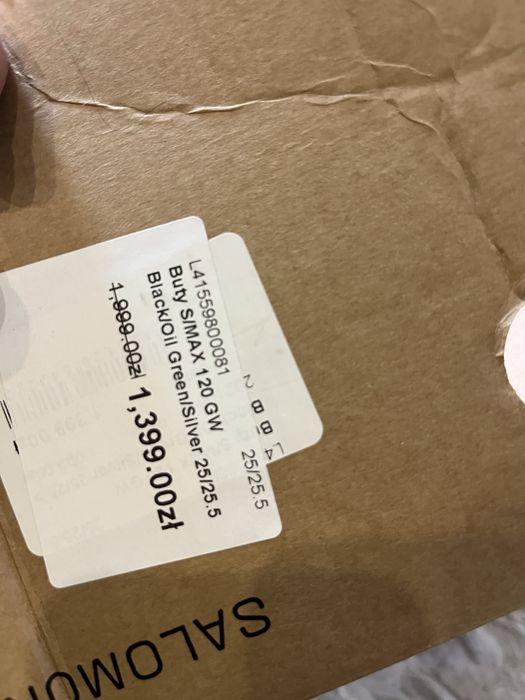 L41559800081
25/25.5
Buty S/MAX 120 GW
Black/Oil Green/Silver 25/25.5
1,999.00zł 1,399.00zł
SALOMON